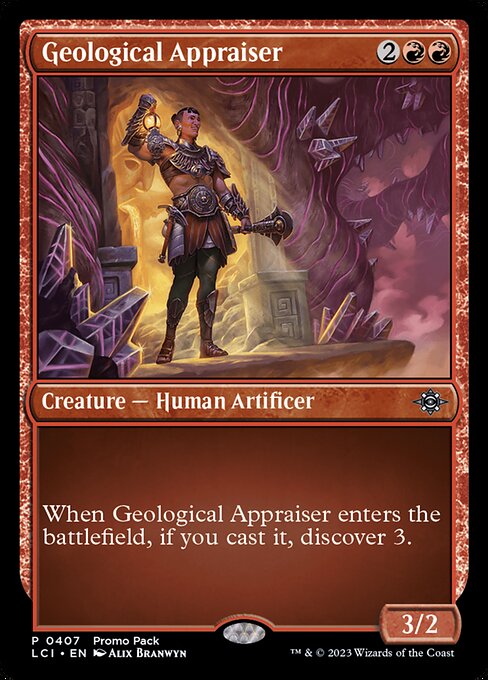 Geological Appraiser 2
Creature — Human Artificer
When Geological Appraiser enters the
battlefield, if you cast it, discover 3.
3/2
P 0407 Promo Pack
LCI • EN Alix Branwyn
™ & © 2023 Wizards of the Coast